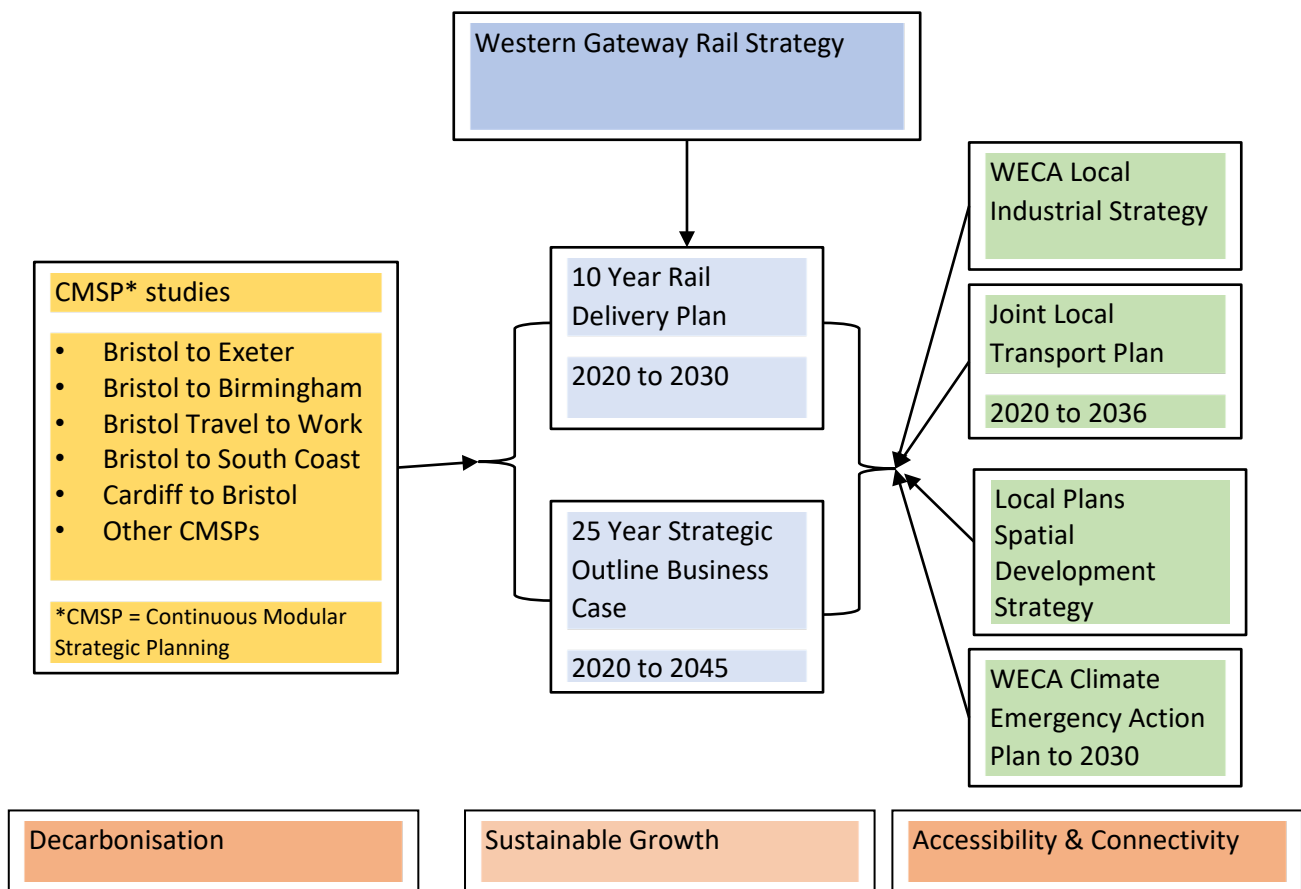 Western Gateway Rail Strategy
CMSP* studies
• Bristol to Exeter
• Bristol to Birmingham
• Bristol Travel to Work
• Bristol to South Coast
• Cardiff to Bristol
• Other CMSPs
*CMSP = Continuous Modular
Strategic Planning
10 Year Rail
Delivery Plan
2020 to 2030
25 Year Strategic
Outline Business
Case
2020 to 2045
WECA Local
Industrial Strategy
Joint Local
Transport Plan
2020 to 2036
Local Plans
Spatial
Development
Strategy
WECA Climate
Emergency Action
Plan to 2030
Decarbonisation
Sustainable Growth
Accessibility & Connectivity